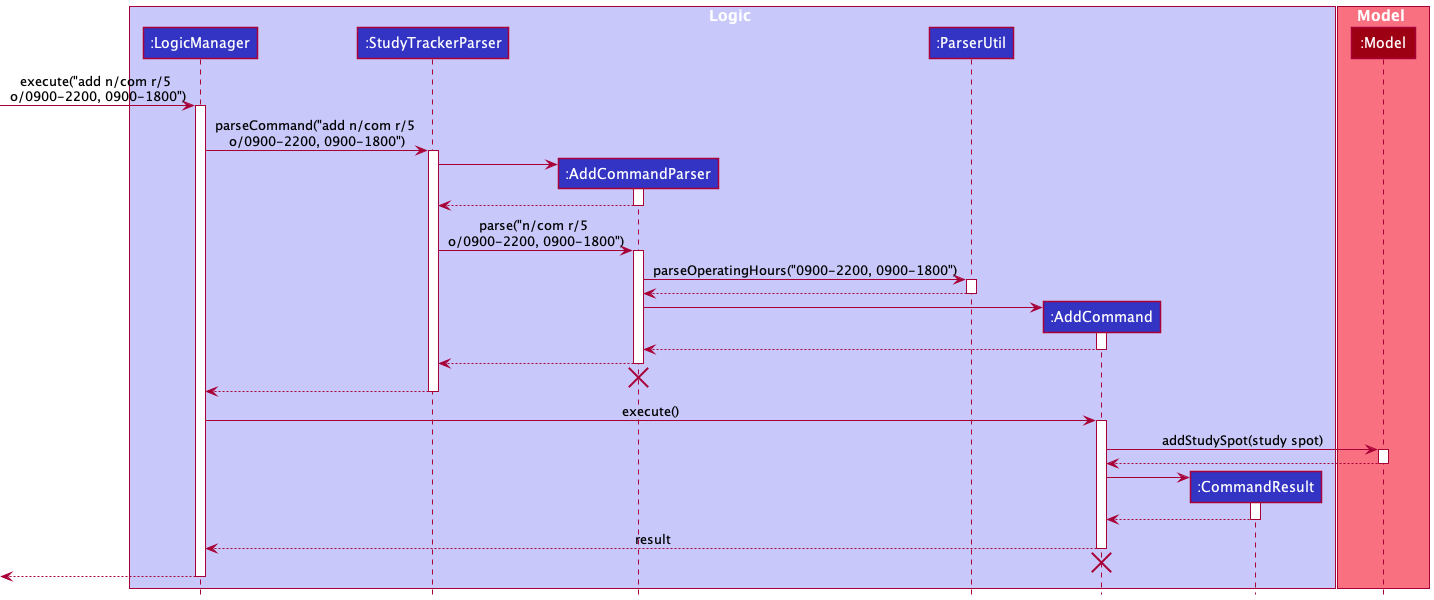 Logic
Model
:LogicManager
:StudyTrackerParser
:ParserUtil
:Model
execute("add n/com r/5
o/0900-2200, 0900-1800")
parseCommand("add n/com r/5
o/0900-2200, 0900-1800")
:AddCommandParser
parse("n/com r/5
o/0900-2200, 0900-1800")
parseOperatingHours("0900-2200, 0900-1800")
:AddCommand
execute()
addStudySpot(study spot)
:CommandResult
result